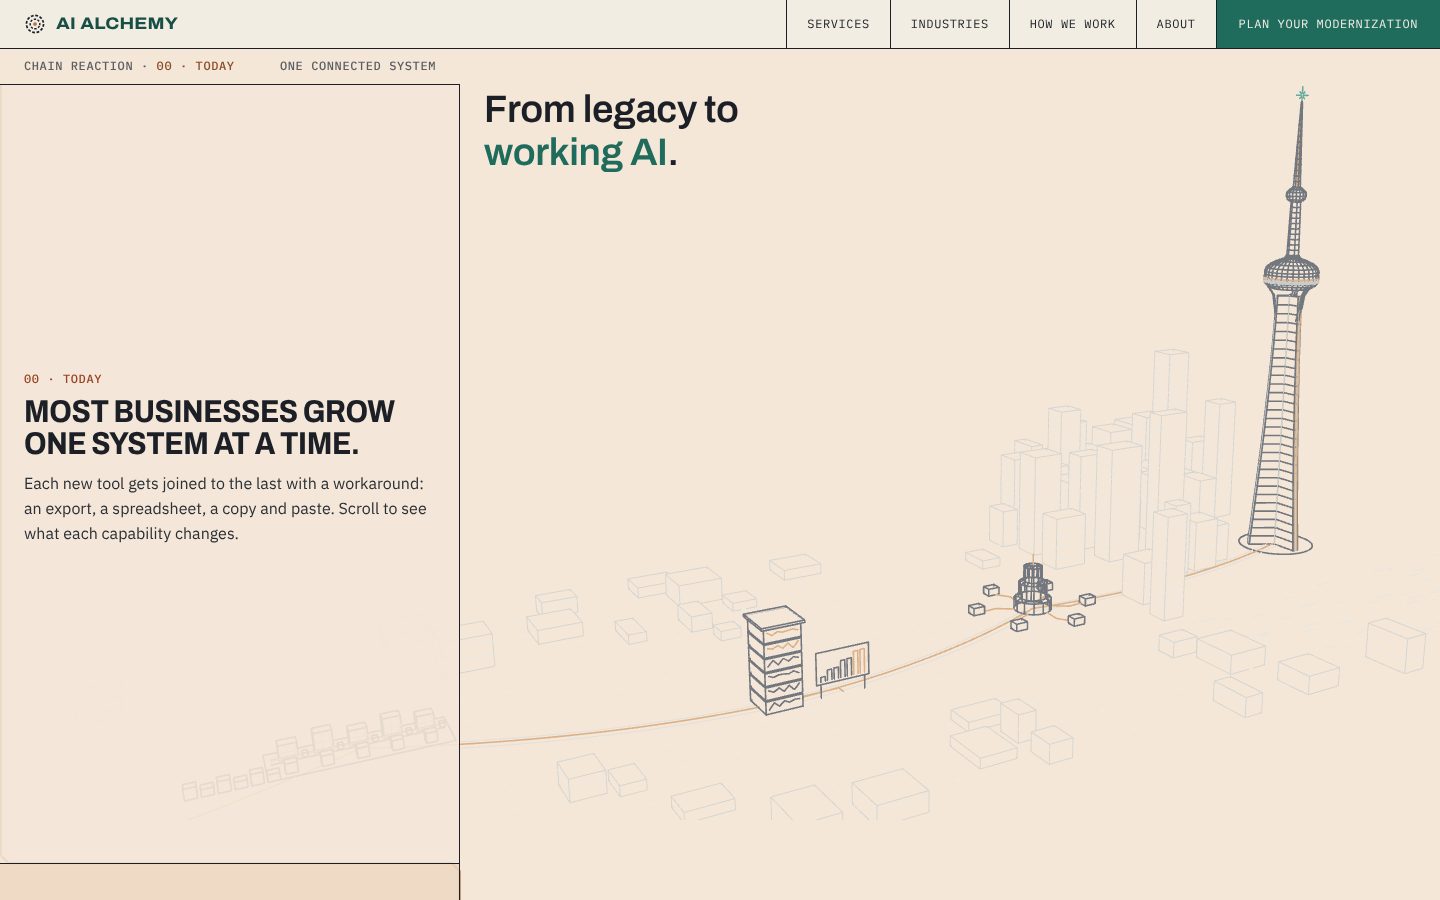 AI ALCHEMY
SERVICES
INDUSTRIES
HOW WE WORK
ABOUT
PLAN YOUR MODERNIZATION
CHAIN REACTION · 00 · TODAY
ONE CONNECTED SYSTEM
From legacy to
working AI.
00 · TODAY
MOST BUSINESSES GROW
ONE SYSTEM AT A TIME.
Each new tool gets joined to the last with a workaround:
an export, a spreadsheet, a copy and paste. Scroll to see
what each capability changes.